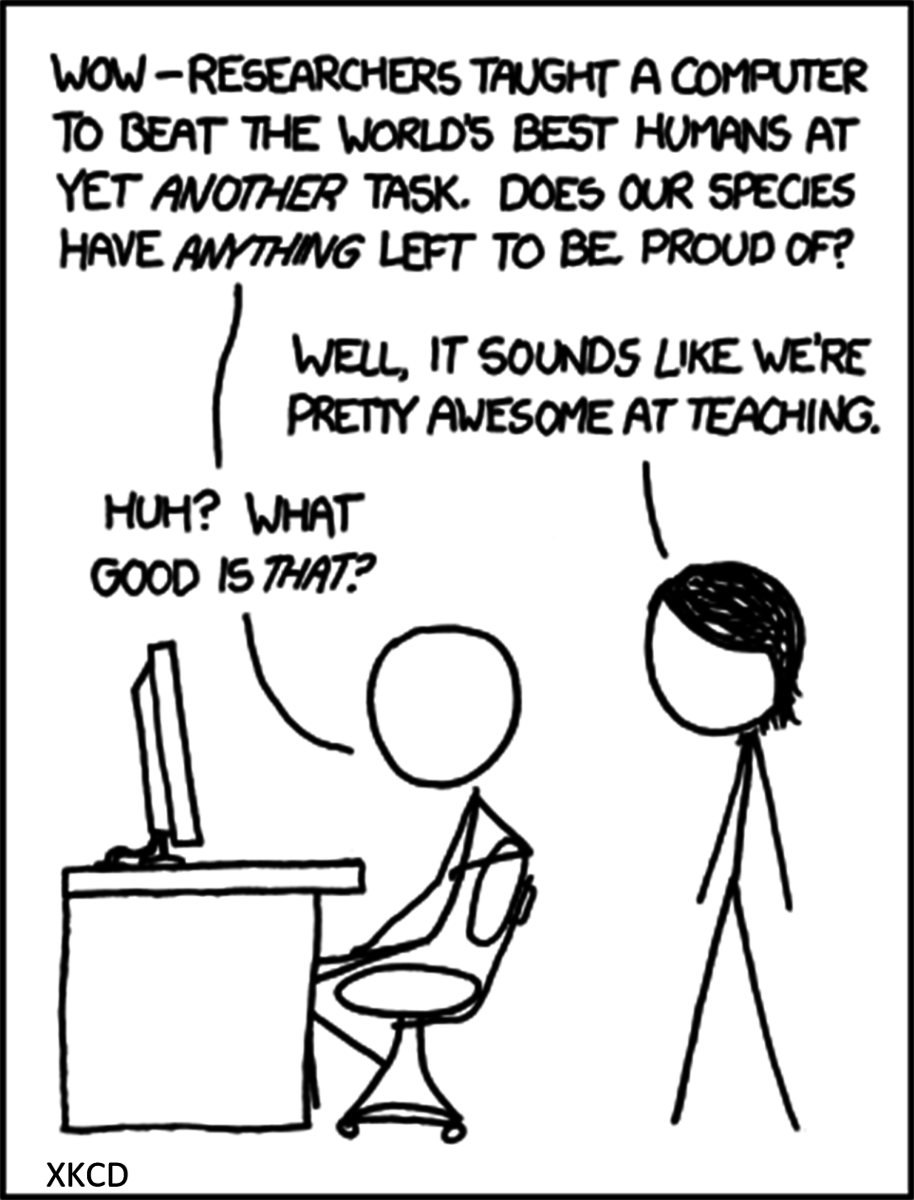 WOW – RESEARCHERS TAUGHT A COMPUTER
TO BEAT THE WORLD'S BEST HUMANS AT
YET ANOTHER TASK. DOES OUR SPECIES
HAVE ANYTHING LEFT TO BE PROUD OF?
WELL, IT SOUNDS LIKE WE'RE
PRETTY AWESOME AT TEACHING.
HUH? WHAT
GOOD IS THAT?
XKCD